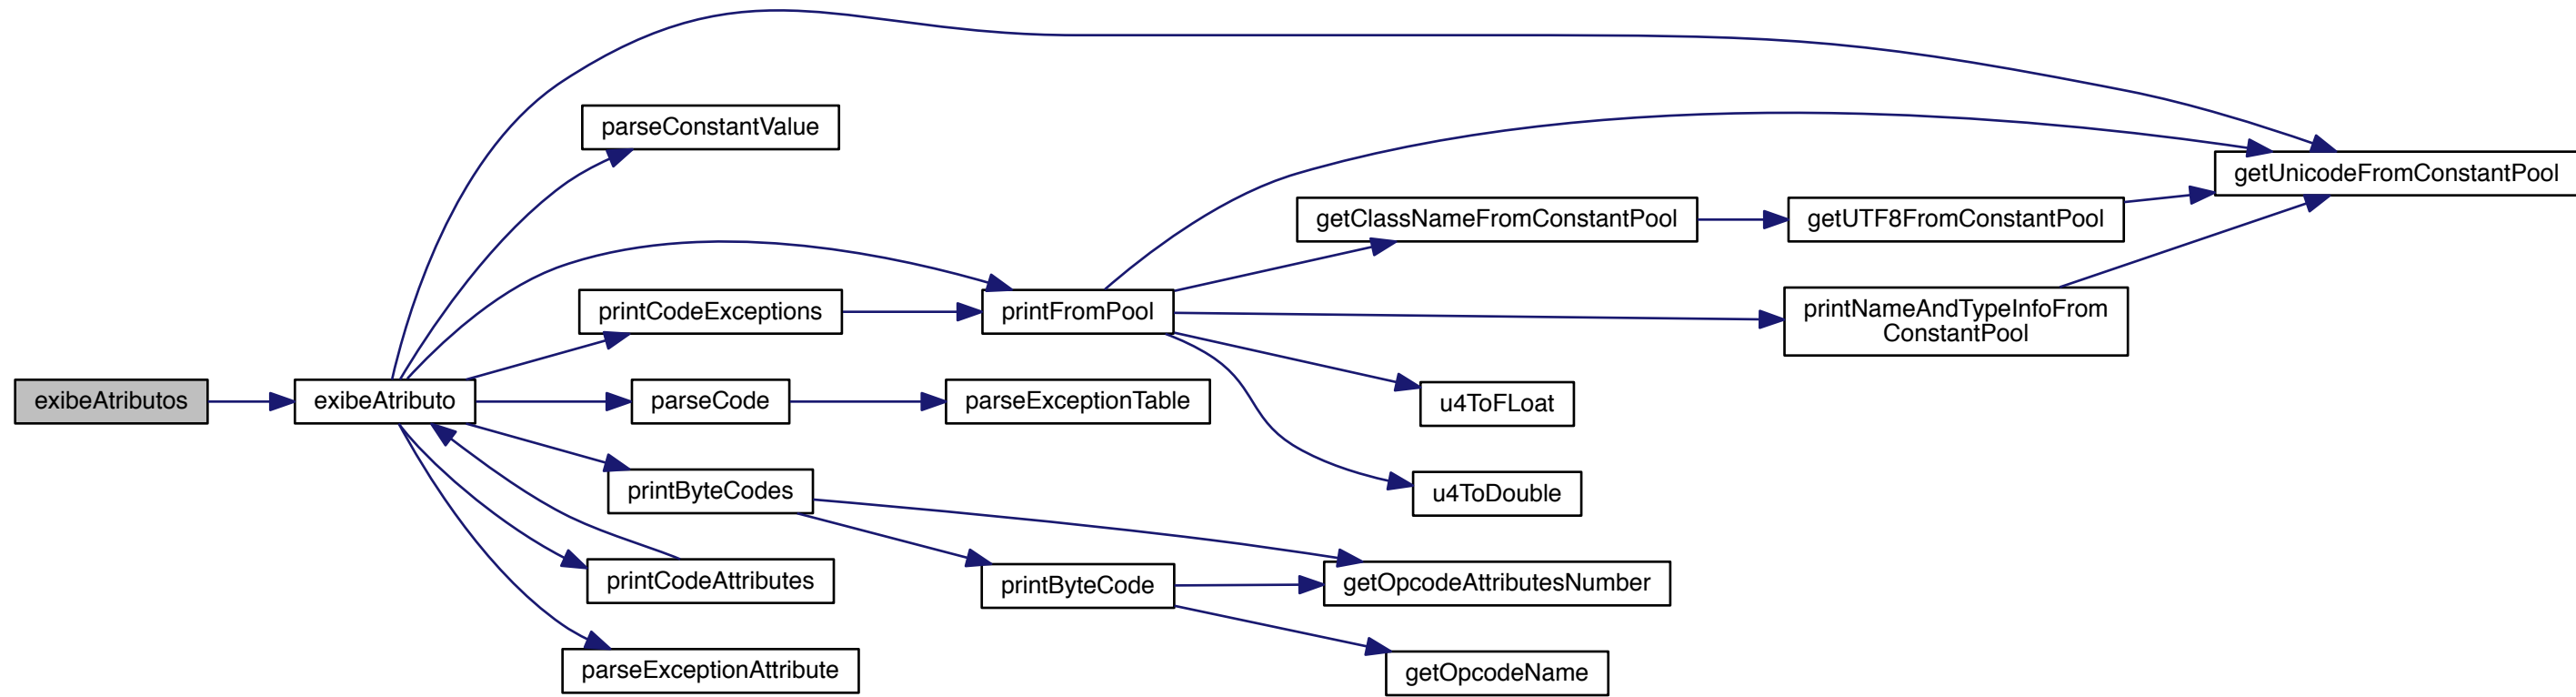 exibeAtributos
exibeAtributo
parseConstantValue
printCodeExceptions
parseCode
printByteCodes
printCodeAttributes
parseExceptionAttribute
printFromPool
parseExceptionTable
printByteCode
getClassNameFromConstantPool
u4ToFLoat
u4ToDouble
getOpcodeAttributesNumber
getOpcodeName
getUTF8FromConstantPool
printNameAndTypeInfoFrom
ConstantPool
getUnicodeFromConstantPool